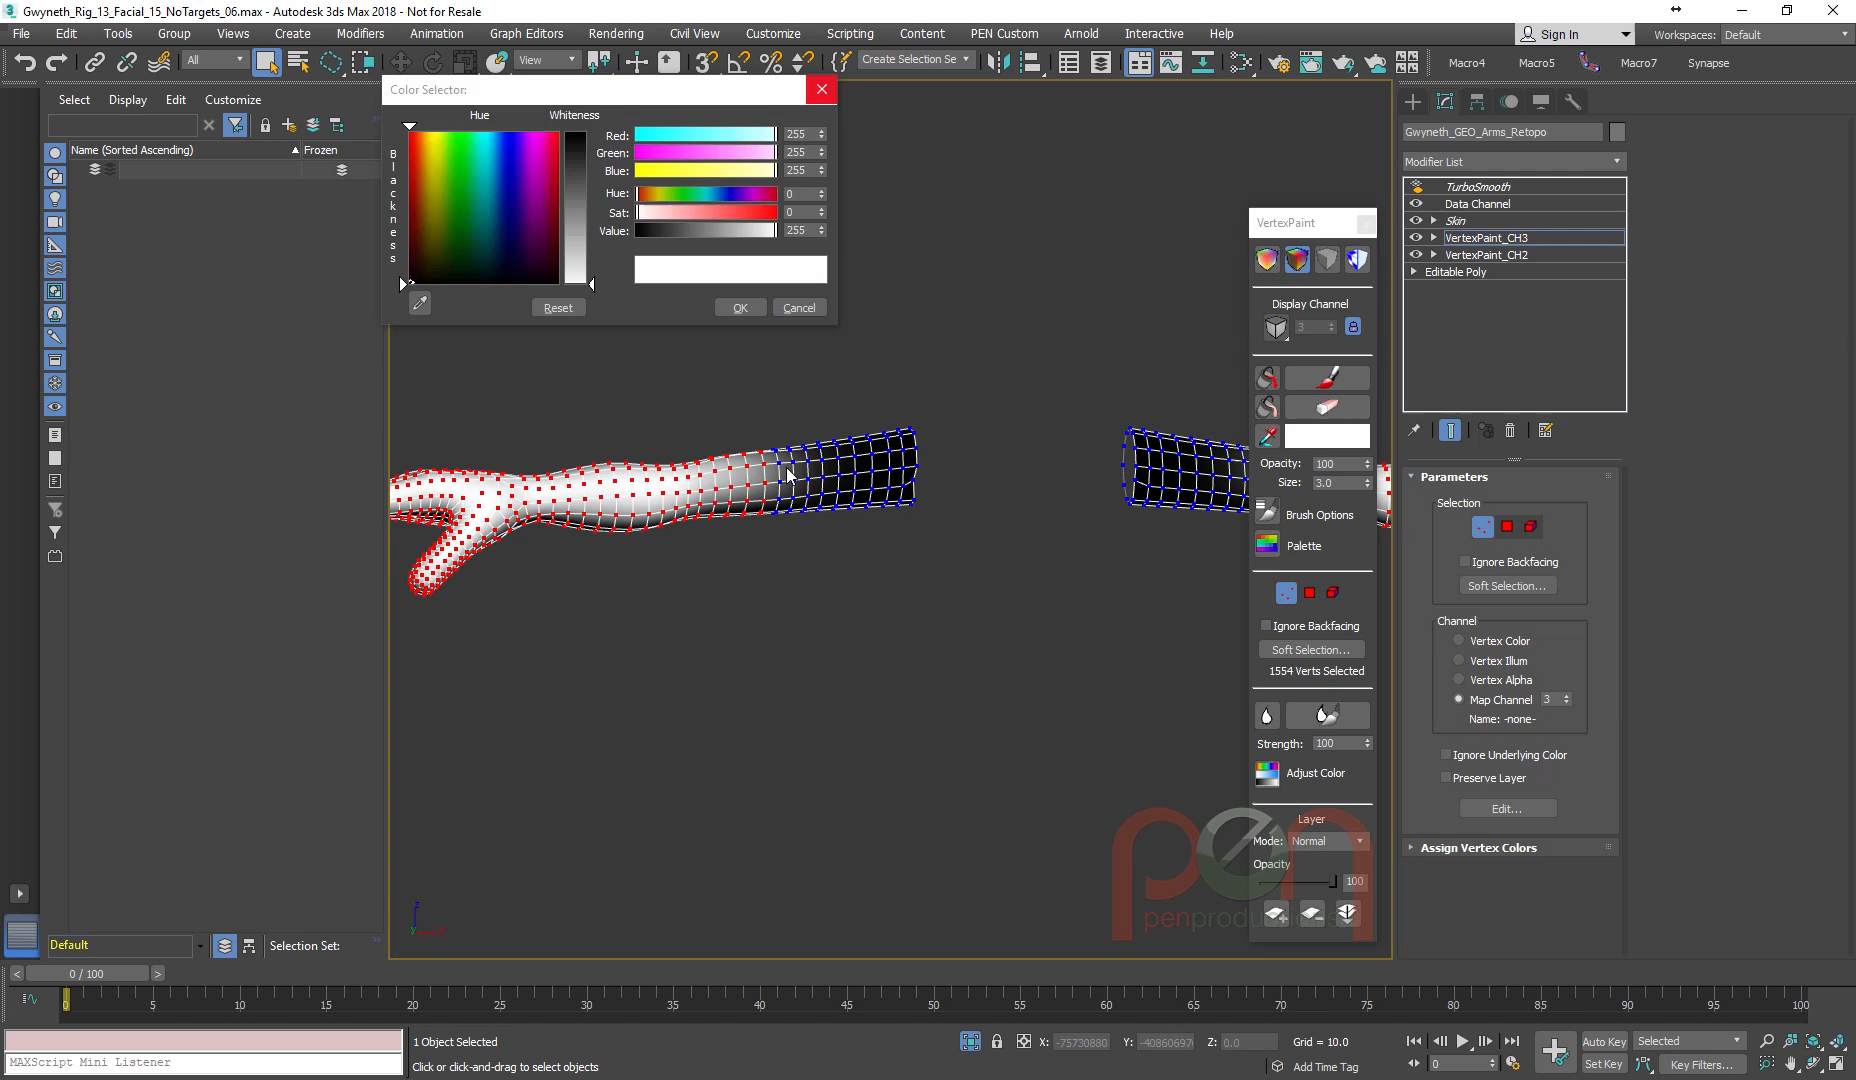 Gwyneth_Rig_13_Facial_15_NoTargets_06.max - Autodesk 3ds Max 2018 - Not for Resale
File Edit Tools Group Views Create Modifiers Animation Graph Editors Rendering Civil View Customize Scripting Content PEN Custom Arnold Interactive Help
Sign In Workspaces: Default
All View Create Selection Se Macro4 Macro5 Macro7 Synapse
Select Display Edit Customize
Name (Sorted Ascending) Frozen
Color Selector:
Hue Whiteness
Blackness
Red: 255
Green: 255
Blue: 255
Hue: 0
Sat: 0
Value: 255
Reset OK Cancel
VertexPaint
Display Channel
3
Opacity: 100
Size: 3.0
Brush Options
Palette
Ignore Backfacing
Soft Selection...
1554 Verts Selected
Strength: 100
Adjust Color
Layer
Mode: Normal
Opacity
100
pen
penproductions
Gwyneth_GEO_Arms_Retopo
Modifier List
TurboSmooth
Data Channel
Skin
VertexPaint_CH3
VertexPaint_CH2
Editable Poly
Parameters
Selection
Ignore Backfacing
Soft Selection...
Channel
Vertex Color
Vertex Illum
Vertex Alpha
Map Channel 3
Name: -none-
Ignore Underlying Color
Preserve Layer
Edit...
Assign Vertex Colors
z
Default Selection Set:
< 0 / 100 >
0 5 10 15 20 25 30 35 40 45 50 55 60 65 70 75 80 85 90 95 100
MAXScript Mini Listener
1 Object Selected
Click or click-and-drag to select objects
X: -75730880 Y: -4086069 Z: 0.0 Grid = 10.0
Add Time Tag
0
Auto Key Selected
Set Key Key Filters...